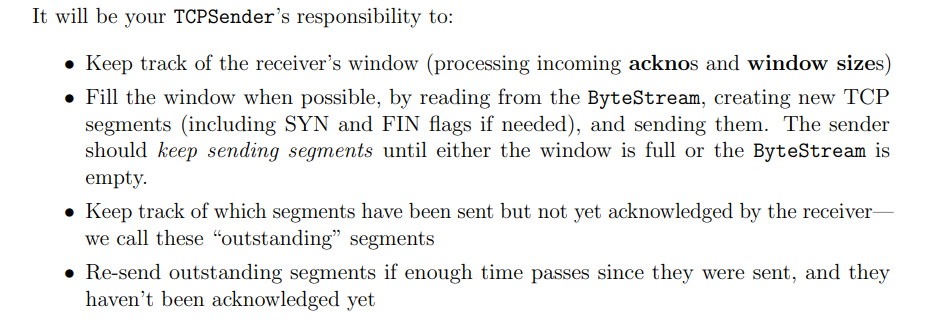 It will be your TCPSender's responsibility to:
• Keep track of the receiver's window (processing incoming acknos and window sizes)
• Fill the window when possible, by reading from the ByteStream, creating new TCP
segments (including SYN and FIN flags if needed), and sending them. The sender
should keep sending segments until either the window is full or the ByteStream is
empty.
• Keep track of which segments have been sent but not yet acknowledged by the receiver—
we call these “outstanding” segments
• Re-send outstanding segments if enough time passes since they were sent, and they
haven't been acknowledged yet